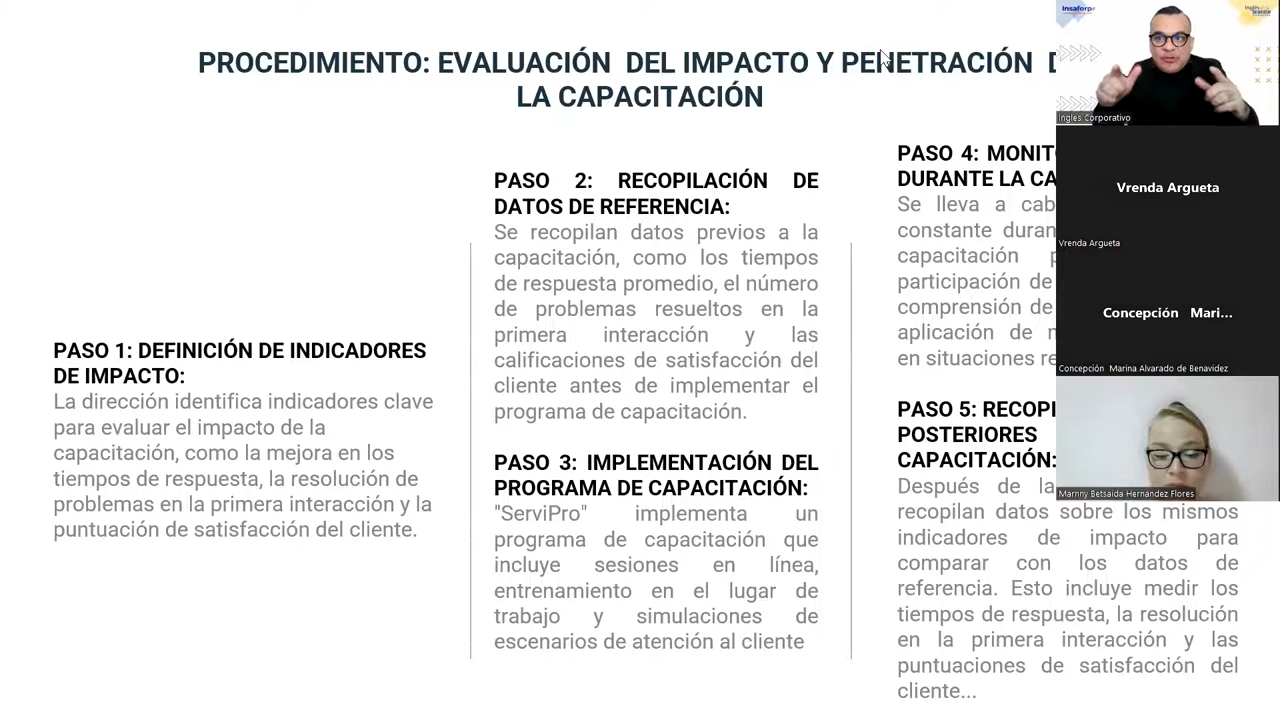 PROCEDIMIENTO: EVALUACIÓN DEL IMPACTO Y PENETRACIÓN
LA CAPACITACIÓN
PASO 1: DEFINICIÓN DE INDICADORES
DE IMPACTO:
La dirección identifica indicadores clave
para evaluar el impacto de la
capacitación, como la mejora en los
tiempos de respuesta, la resolución de
problemas en la primera interacción y la
puntuación de satisfacción del cliente.
PASO 2: RECOPILACIÓN DE
DATOS DE REFERENCIA:
Se recopilan datos previos a la
capacitación, como los tiempos
de respuesta promedio, el número
de problemas resueltos en la
primera interacción y las
calificaciones de satisfacción del
cliente antes de implementar el
programa de capacitación.
PASO 3: IMPLEMENTACIÓN DEL
PROGRAMA DE CAPACITACIÓN:
"ServiPro" implementa un
programa de capacitación que
incluye sesiones en línea,
entrenamiento en el lugar de
trabajo y simulaciones de
escenarios de atención al cliente
PASO 4:
DURANTE LA
Se lleva a
constante
capacitación
participación de
comprensión de
aplicación de
en situaciones
PASO 5:
POSTERIORES
CAPACITACIÓN:
Después de la
recopilan datos sobre los mismos
indicadores de impacto para
comparar con los datos de
referencia. Esto incluye medir los
tiempos de respuesta, la resolución
en la primera interacción y las
puntuaciones de satisfacción del
cliente...
Insaforp
Ingles Corporativo
Vrenda Argueta
Vrenda Argueta
Concepción Mari...
Concepción Marina Alvarado de Benavidez
Marnny Betsaida Hernandez Flores